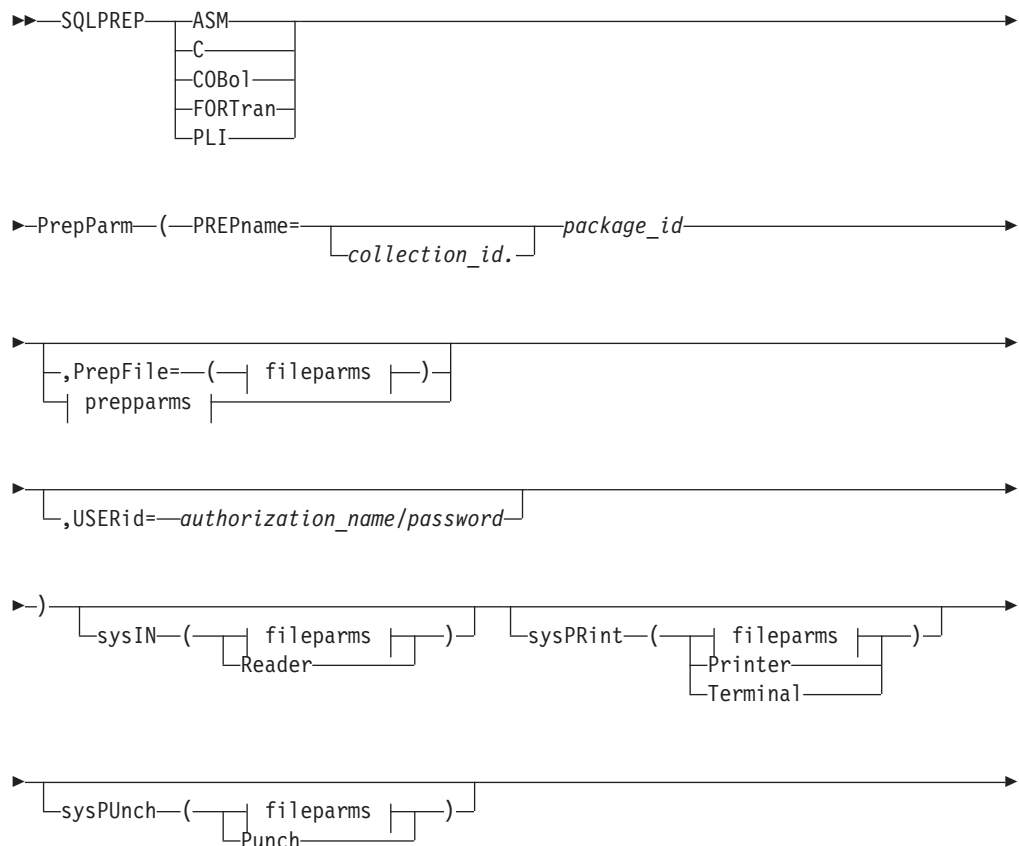 SQLPREP ASM
C
COBol
FORTran
PLI
PrepParm ( PREPname= package_id
collection_id.
,PrepFile= ( fileparms )
prepparms
,USERid= authorization_name/password
) sysIN ( fileparms ) sysPRint ( fileparms )
Reader Printer
Terminal
sysPUnch ( fileparms )
Punch